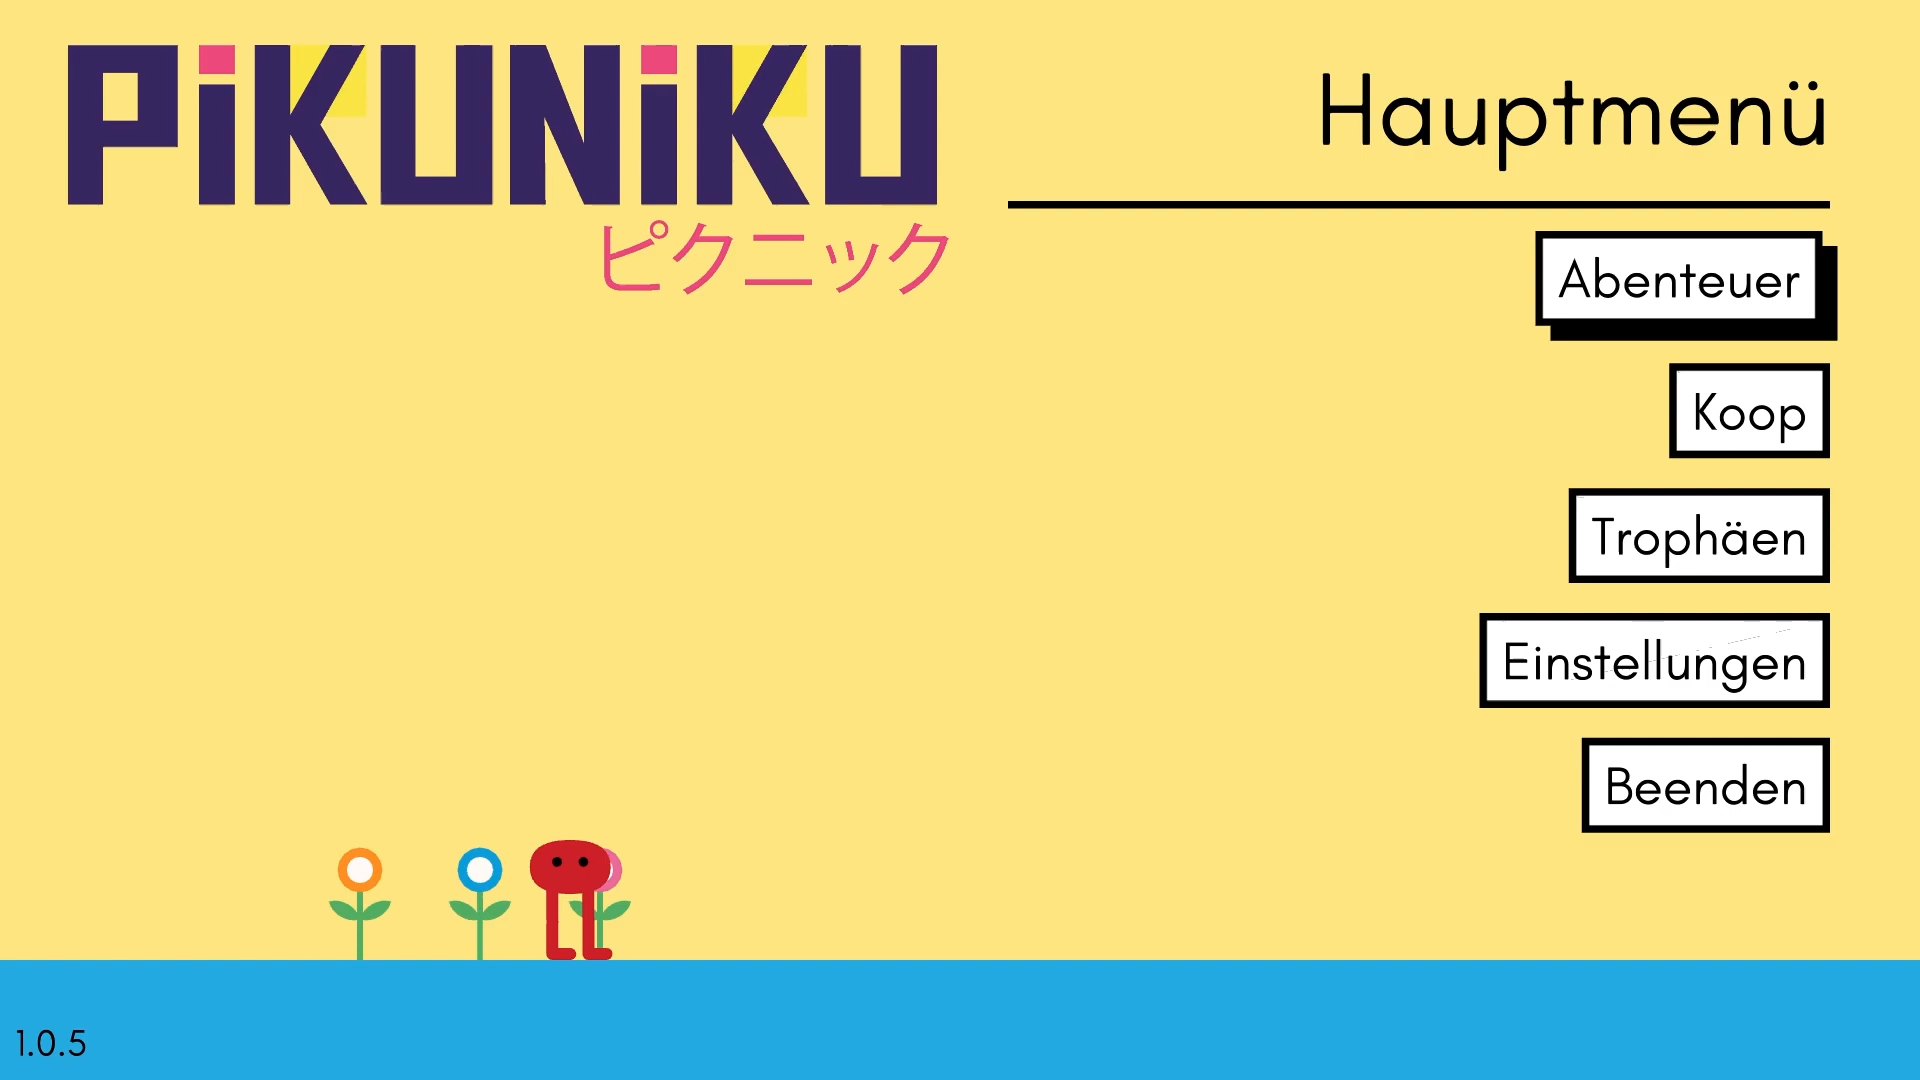 PiKUNiKU
ピクニック
Hauptmenü
Abenteuer
Koop
Trophäen
Einstellungen
Beenden
1.0.5